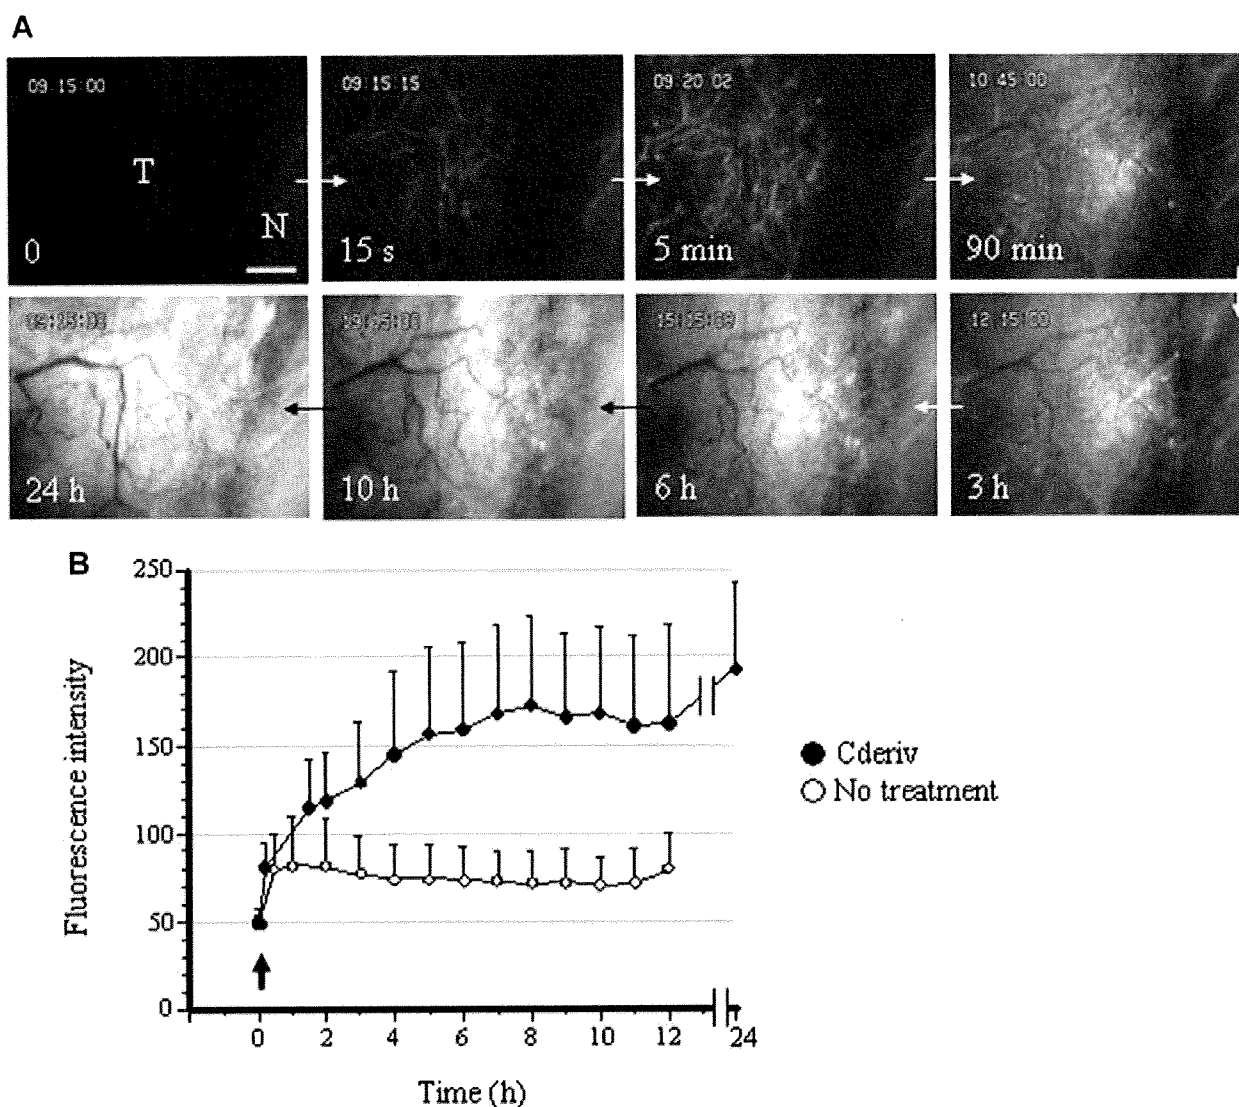 A
09 15 00
T
N
0
09 15 15
15 s
09 20 02
5 min
10 45 00
90 min
24 h
10 h
6 h
12 15 00
3 h
B
250
200
150
100
50
0
Fluorescence intensity
0 2 4 6 8 10 12 24
Time (h)
Cderiv
No treatment